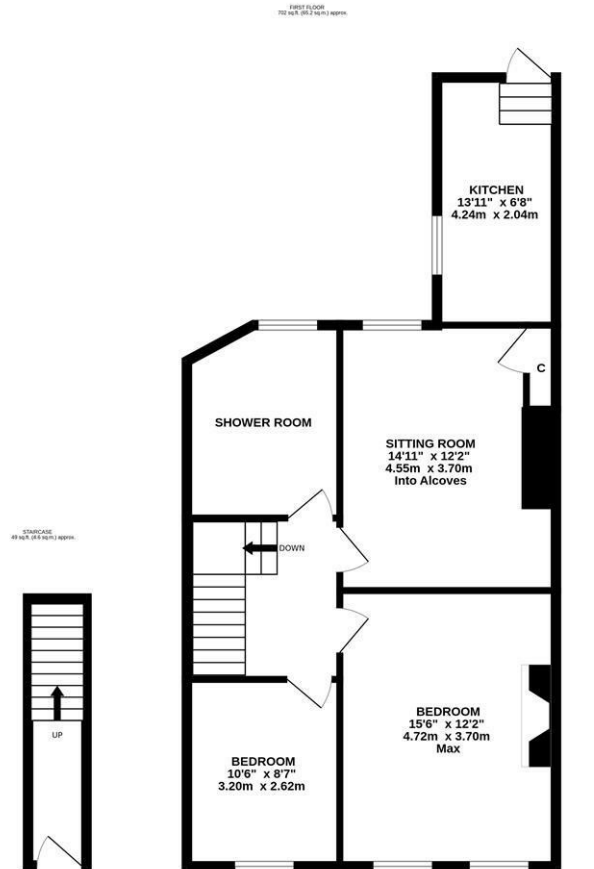 FIRST FLOOR
702 sq.ft. (65.2 sq.m.) approx.
KITCHEN
13'11" x 6'8"
4.24m x 2.04m
C
SHOWER ROOM
SITTING ROOM
14'11" x 12'2"
4.55m x 3.70m
Into Alcoves
STAIRCASE
49 sq.ft. (4.6 sq.m.) approx.
DOWN
UP
BEDROOM
15'6" x 12'2"
4.72m x 3.70m
Max
BEDROOM
10'6" x 8'7"
3.20m x 2.62m